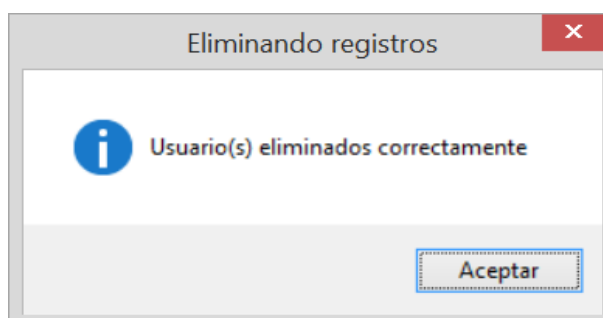 Eliminando registros
Usuario(s) eliminados correctamente
Aceptar